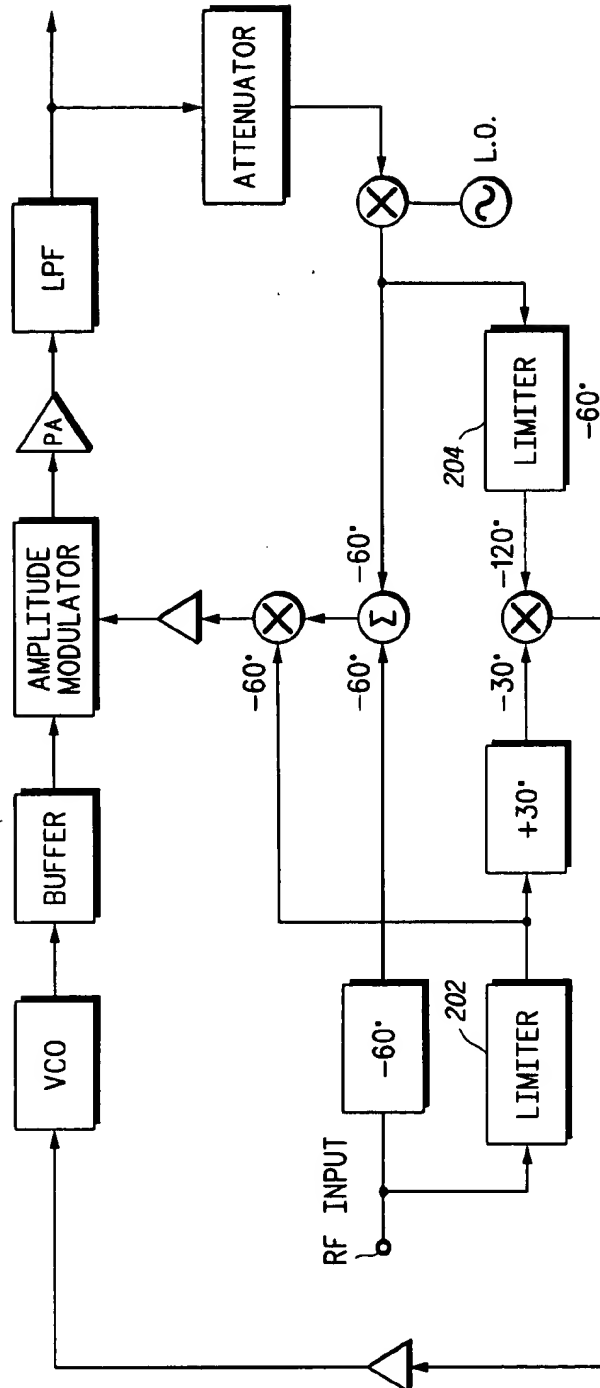 VCO
BUFFER
AMPLITUDE
MODULATOR
PA
LPF
ATTENUATOR
L.O.
-60°
-60°
-60°
RF INPUT
-60°
202
LIMITER
+30°
-30°
-120°
204
LIMITER
-60°